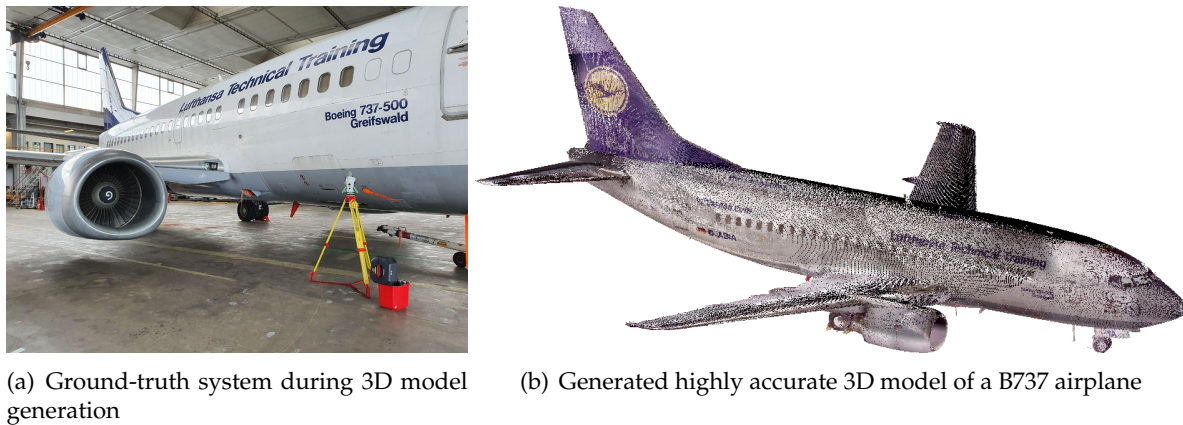 Lufthansa Technical Training
Boeing 737-500
Greifswald
D-ABIA
Lufthansa Technical Training
(a) Ground-truth system during 3D model
generation
(b) Generated highly accurate 3D model of a B737 airplane